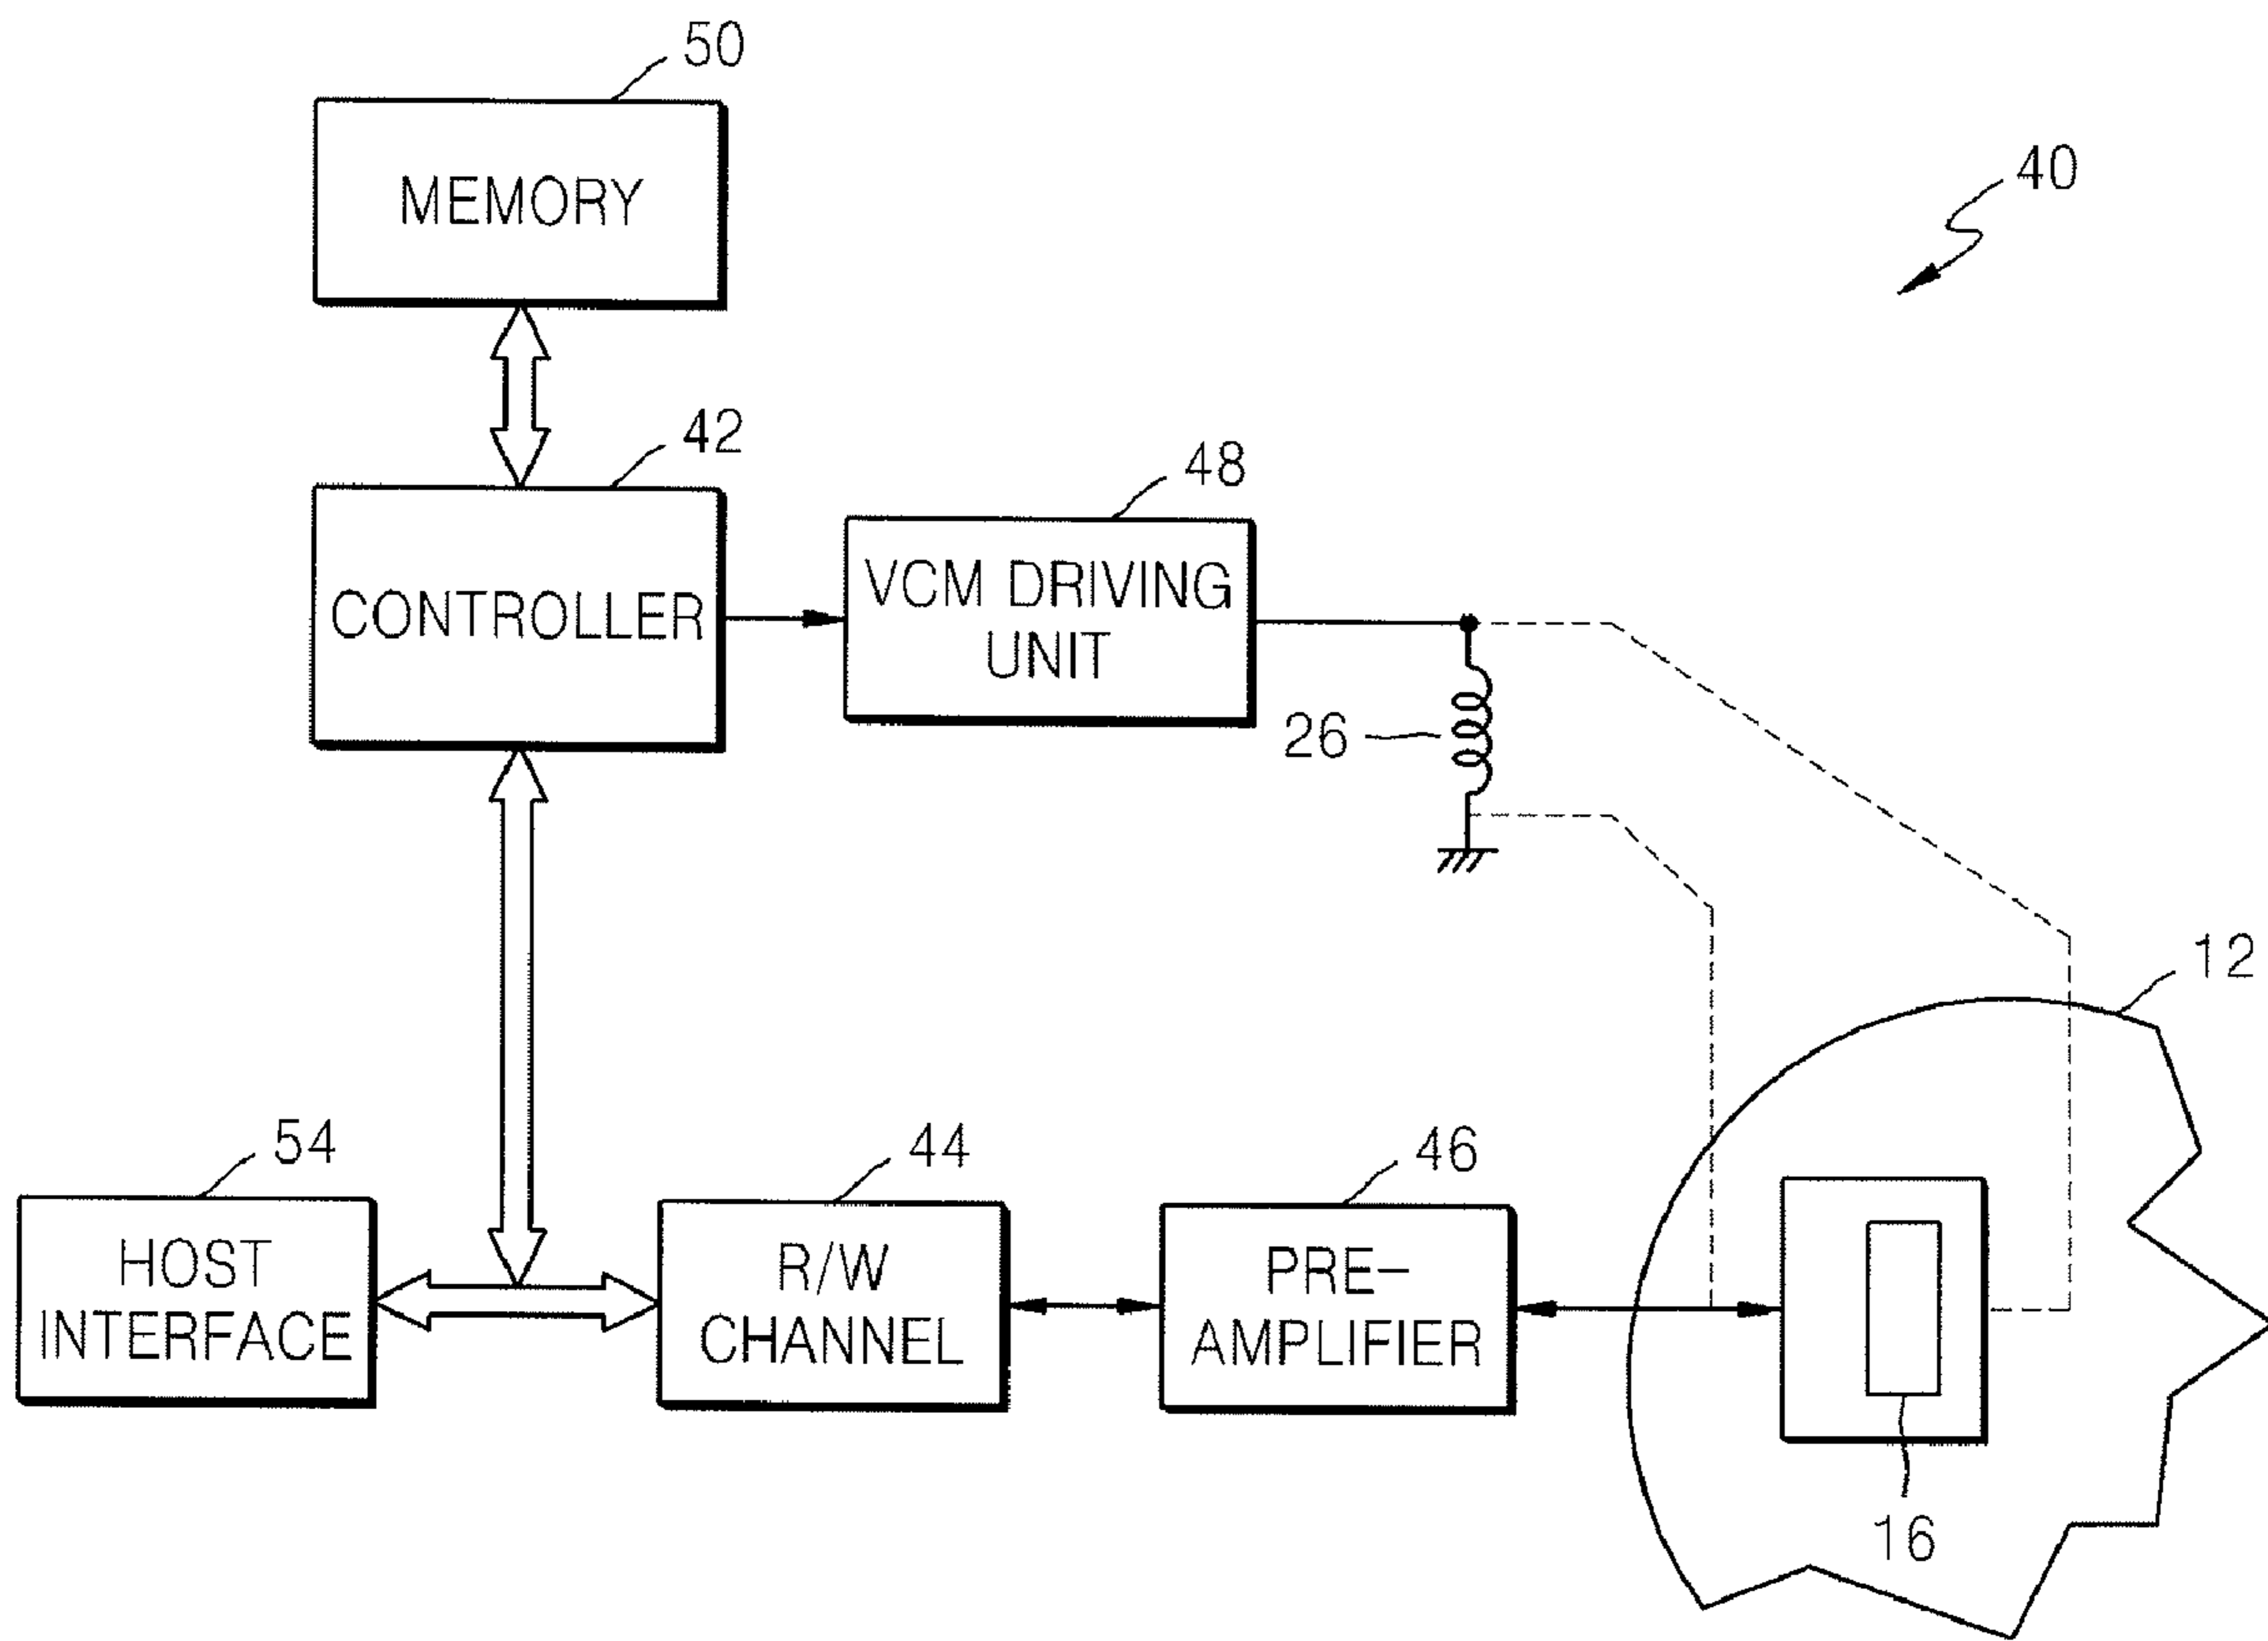 50
MEMORY
40
42
CONTROLLER
48
VCM DRIVING
UNIT
26
12
54
HOST
INTERFACE
44
R/W
CHANNEL
46
PRE-
AMPLIFIER
16